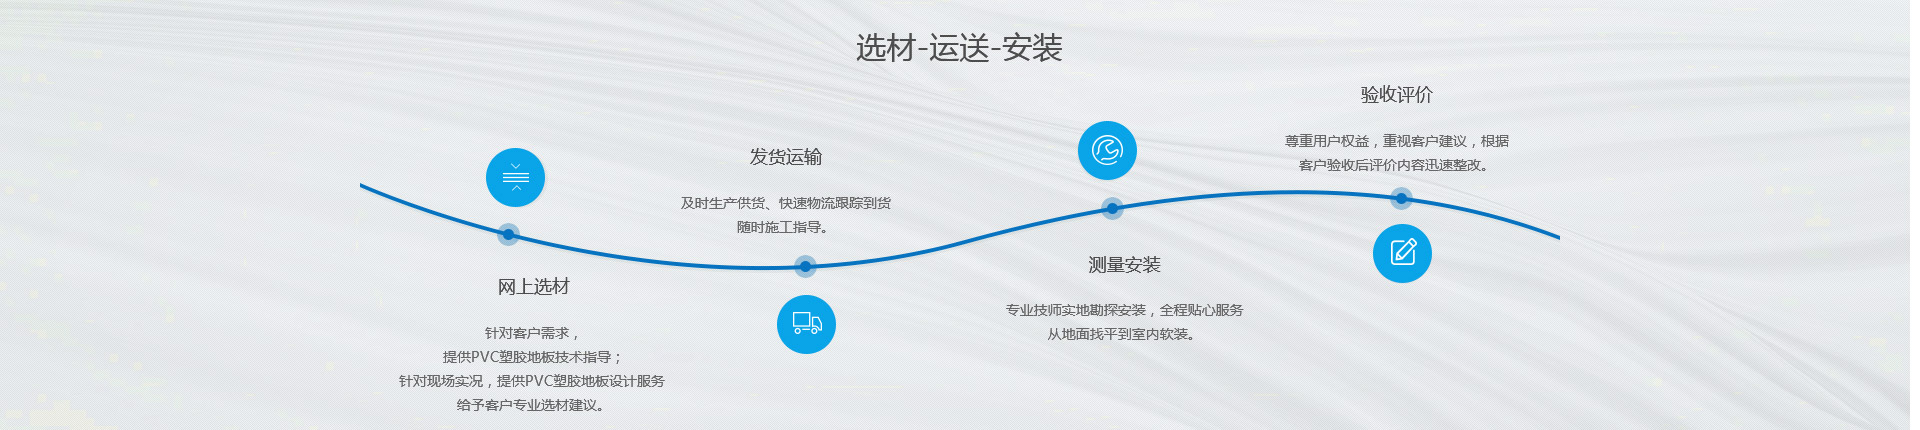 选材-运送-安装
网上选材
针对客户需求，
提供PVC塑胶地板技术指导；
针对现场实况，提供PVC塑胶地板设计服务
给予客户专业选材建议。
发货运输
及时生产供货、快速物流跟踪到货
随时施工指导。
测量安装
专业技师实地勘探安装，全程贴心服务
从地面找平到室内软装。
验收评价
尊重用户权益，重视客户建议，根据
客户验收后评价内容迅速整改。